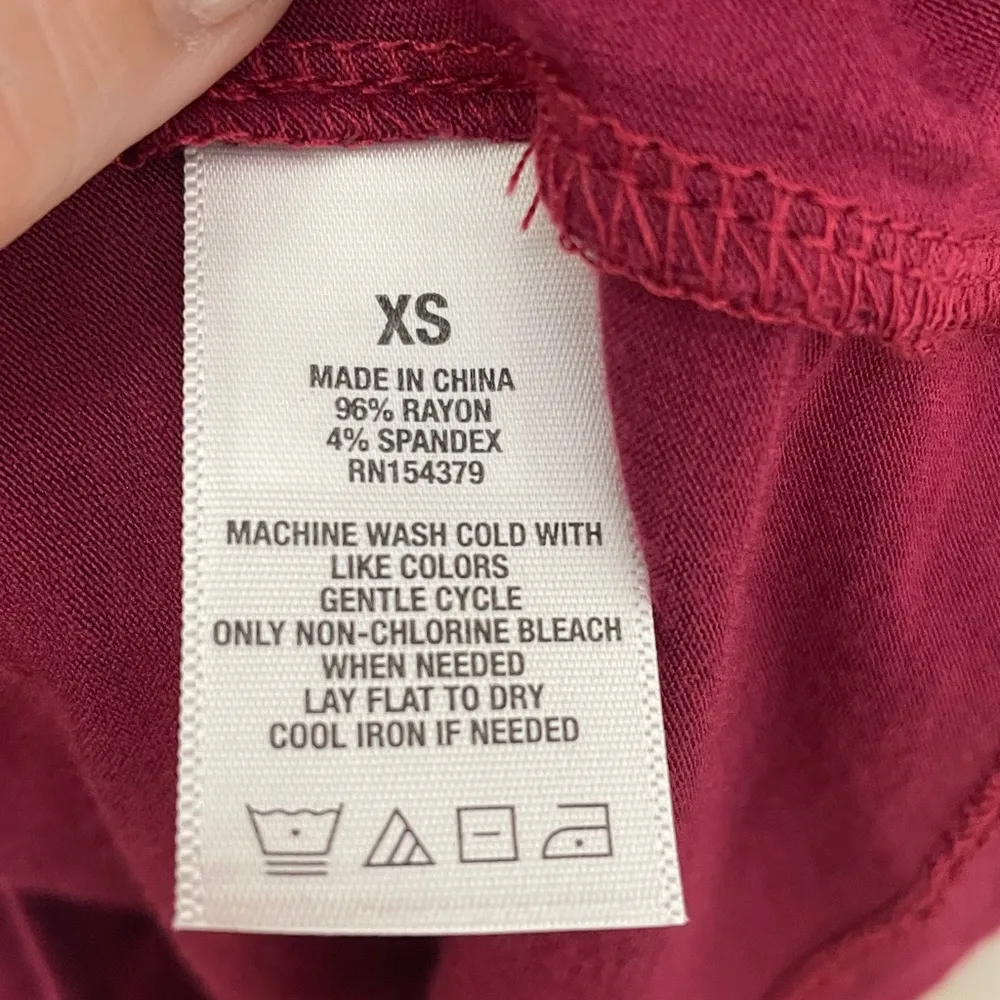 XS
MADE IN CHINA
96% RAYON
4% SPANDEX
RN154379
MACHINE WASH COLD WITH
LIKE COLORS
GENTLE CYCLE
ONLY NON-CHLORINE BLEACH
WHEN NEEDED
LAY FLAT TO DRY
COOL IRON IF NEEDED